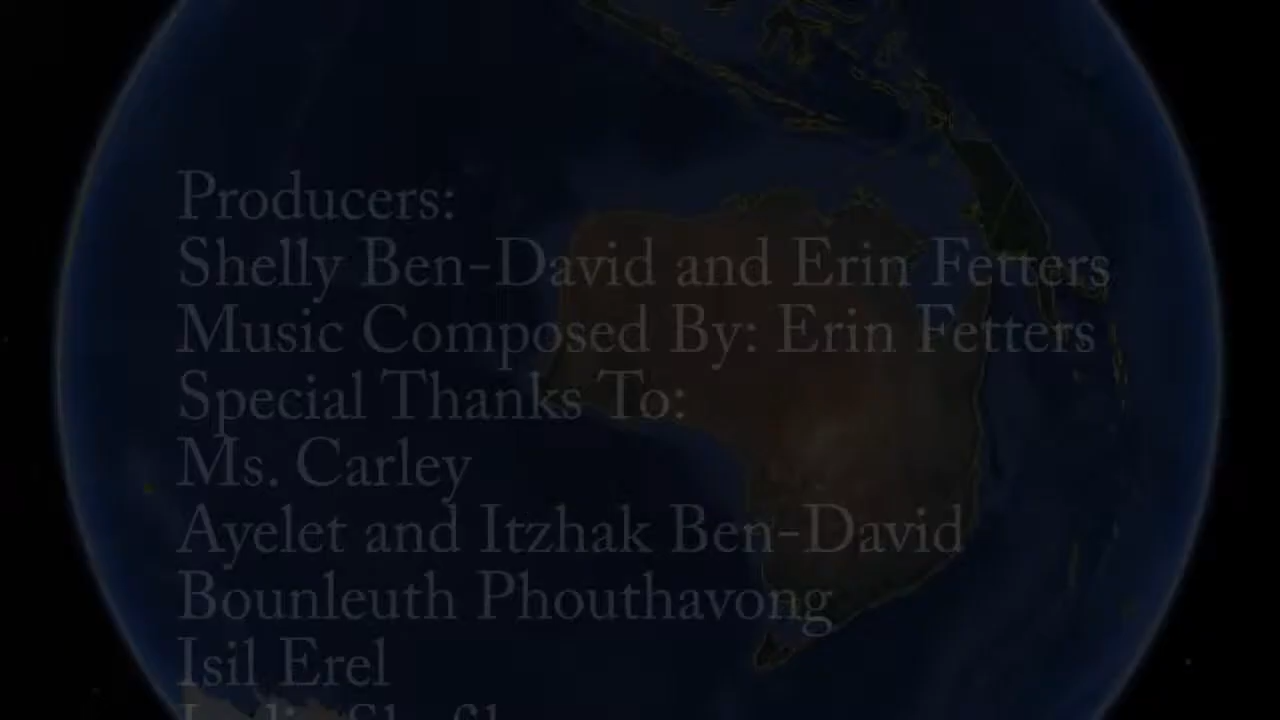 Producers:
Shelly Ben-David and Erin Fetters
Music Composed By: Erin Fetters
Special Thanks To:
Ms. Carley
Ayelet and Itzhak Ben-David
Bounleuth Phouthavong
Isil Erel